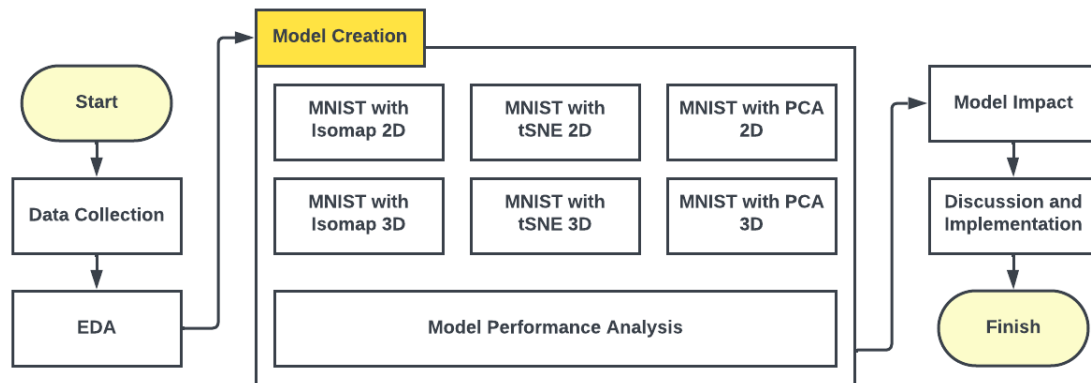 Start
Data Collection
EDA
Model Creation
MNIST with
Isomap 2D
MNIST with
tSNE 2D
MNIST with PCA
2D
MNIST with
Isomap 3D
MNIST with
tSNE 3D
MNIST with PCA
3D
Model Performance Analysis
Model Impact
Discussion and
Implementation
Finish